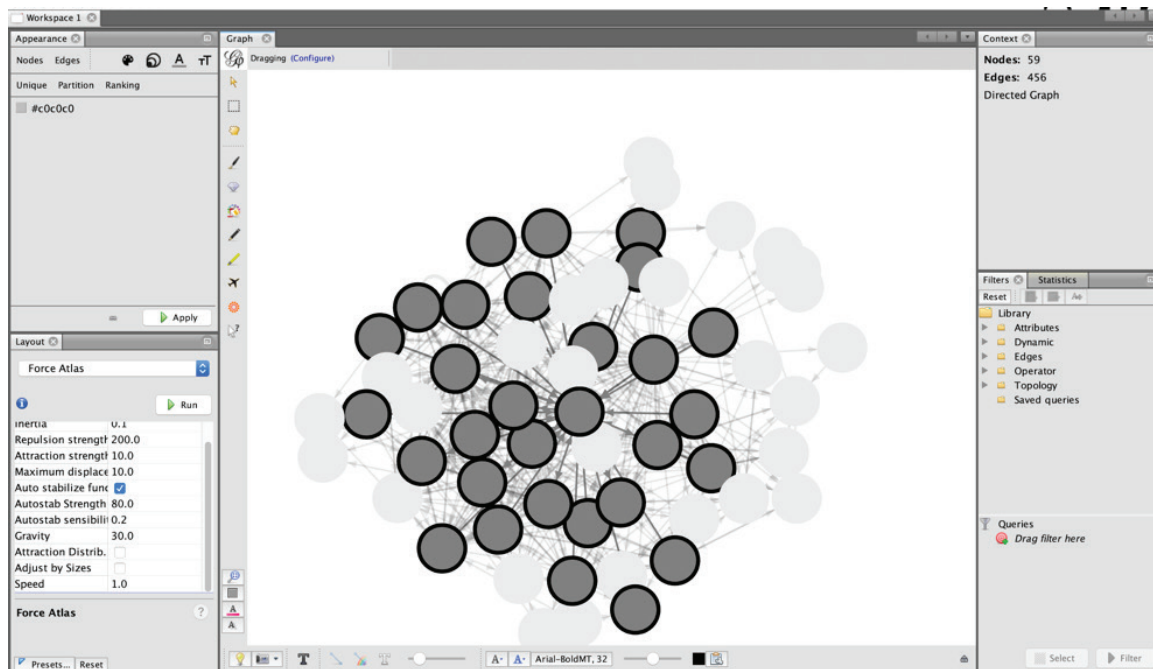 Workspace 1
Appearance
Nodes Edges
A
TT
Unique Partition Ranking
#c0c0c0
Apply
Layout
Force Atlas
Run
Inertia 0.1
Repulsion strengtl 200.0
Attraction strengt 10.0
Maximum displace 10.0
Auto stabilize func
Autostab Strength 80.0
Autostab sensibilit 0.2
Gravity 30.0
Attraction Distrib.
Adjust by Sizes
Speed 1.0
Force Atlas
?
Presets... Reset
Graph
Dragging (Configure)
A
A
T
T
A- A- Arial-BoldMT, 32
Context
Nodes: 59
Edges: 456
Directed Graph
Filters Statistics
Reset
Library
Attributes
Dynamic
Edges
Operator
Topology
Saved queries
Queries
Drag filter here
Select Filter